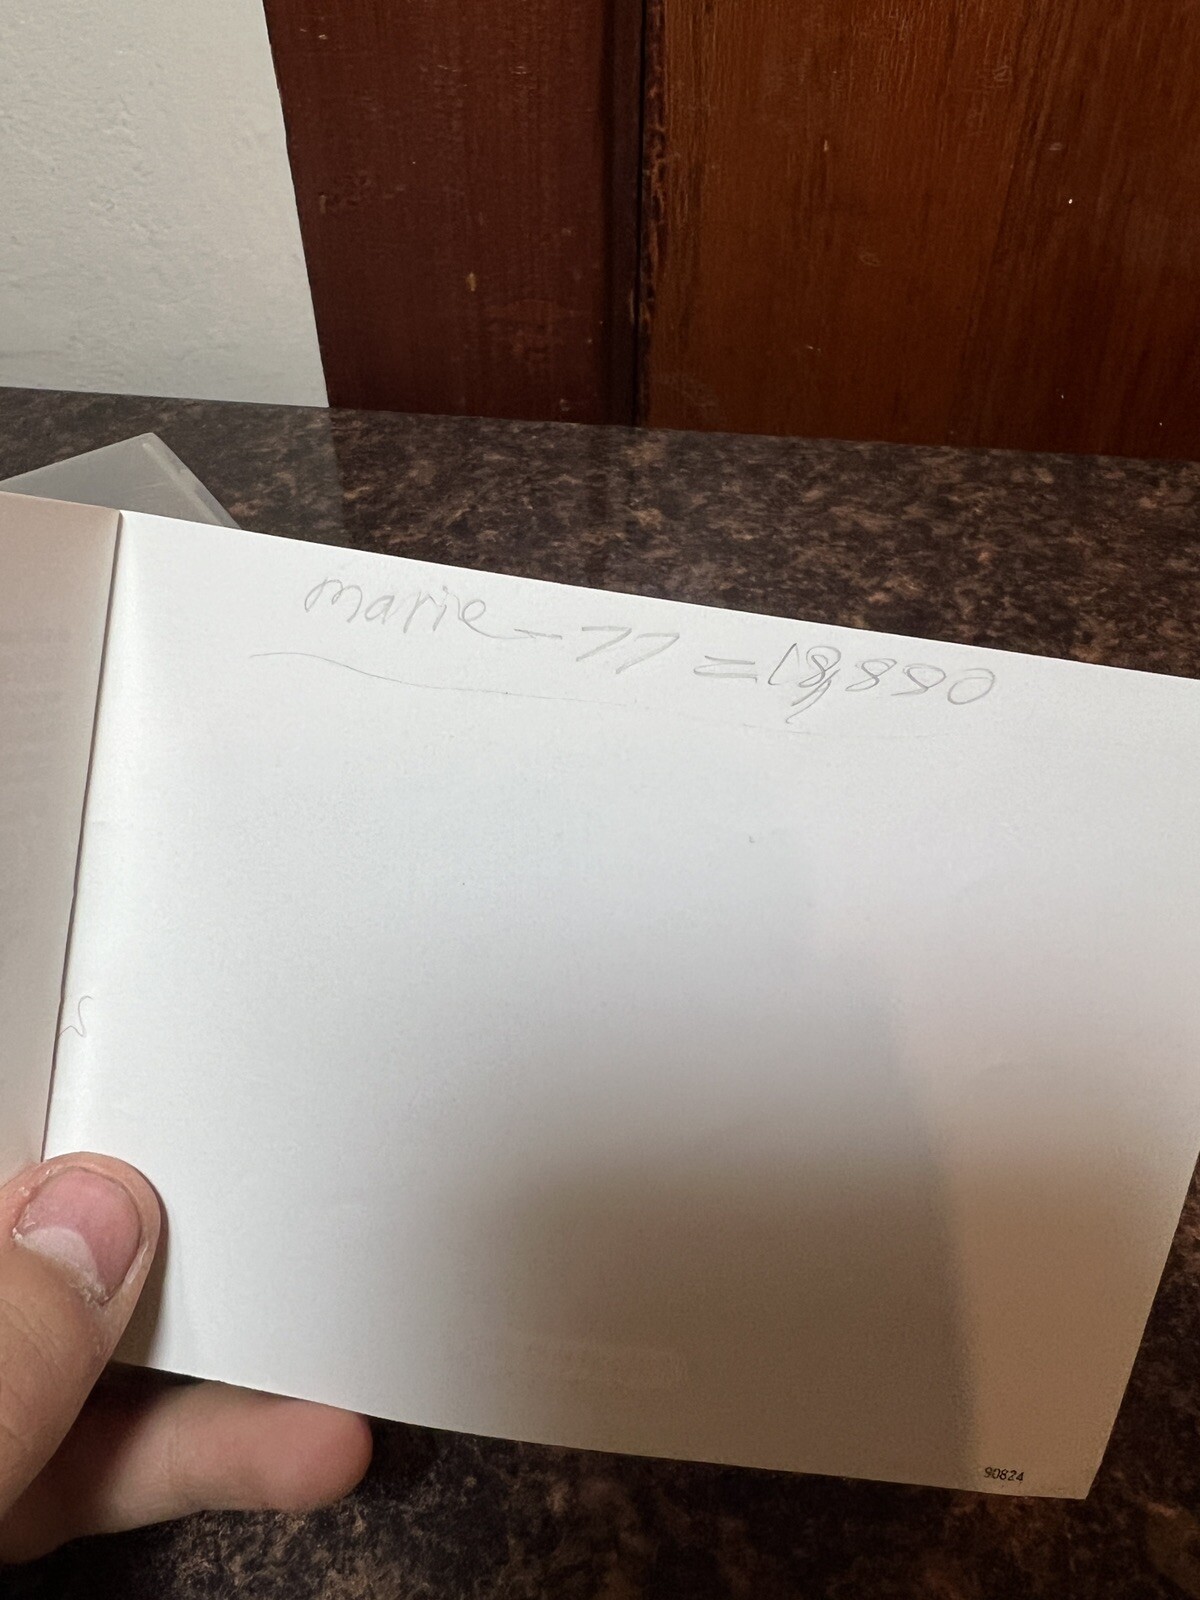 marie - 77 = 18,880
90824